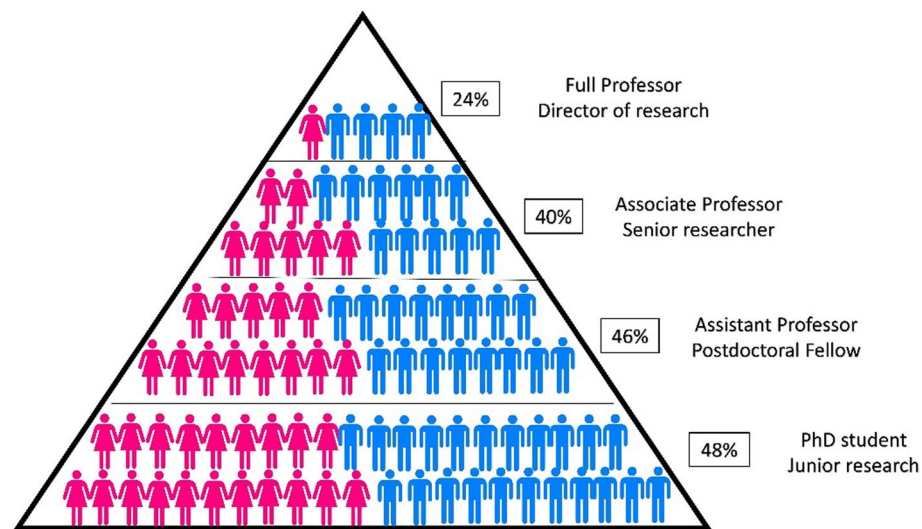 24%
Full Professor
Director of research
40%
Associate Professor
Senior researcher
46%
Assistant Professor
Postdoctoral Fellow
48%
PhD student
Junior research